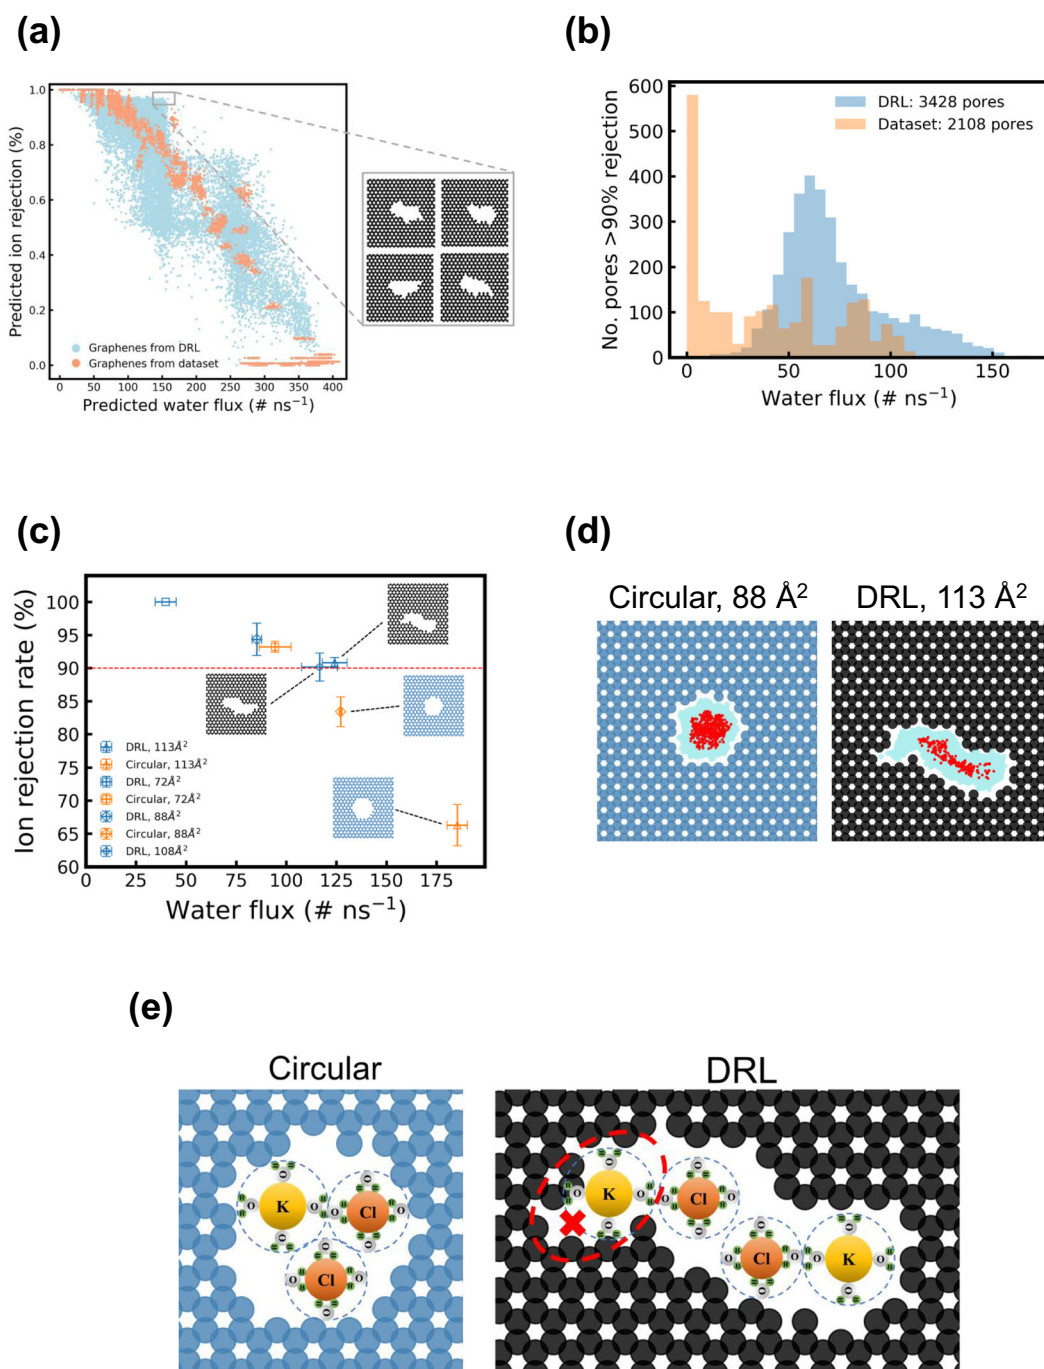 (a)
1.0
0.8
0.6
0.4
0.2
0.0
Predicted ion rejection (%)
Graphenes from DRL
Graphenes from dataset
0 50 100 150 200 250 300 350 400
Predicted water flux (# ns⁻¹)
(b)
600
500
400
300
200
100
0
No. pores >90% rejection
DRL: 3428 pores
Dataset: 2108 pores
0 50 100 150
Water flux (# ns⁻¹)
(c)
100
95
90
85
80
75
70
65
60
Ion rejection rate (%)
DRL, 113Å²
Circular, 113Å²
DRL, 72Å²
Circular, 72Å²
DRL, 88Å²
Circular, 88Å²
DRL, 108Å²
0 25 50 75 100 125 150 175
Water flux (# ns⁻¹)
(d)
Circular, 88 Å²
DRL, 113 Å²
(e)
Circular
K
Cl
Cl
DRL
K
Cl
Cl
K